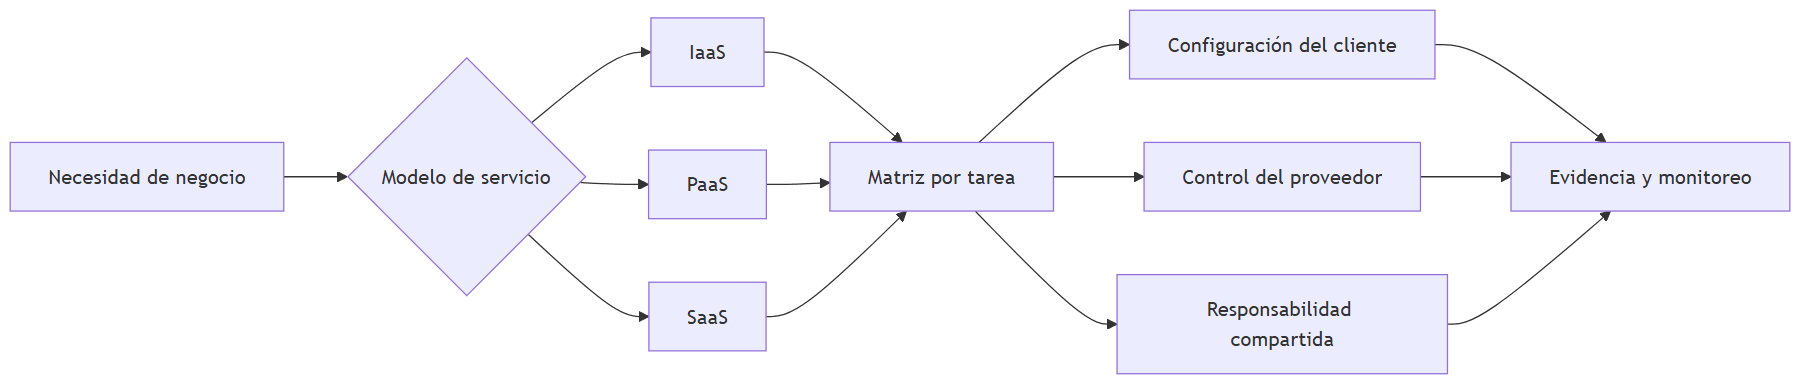 Necesidad de negocio
Modelo de servicio
IaaS
PaaS
SaaS
Matriz por tarea
Configuración del cliente
Control del proveedor
Responsabilidad
compartida
Evidencia y monitoreo